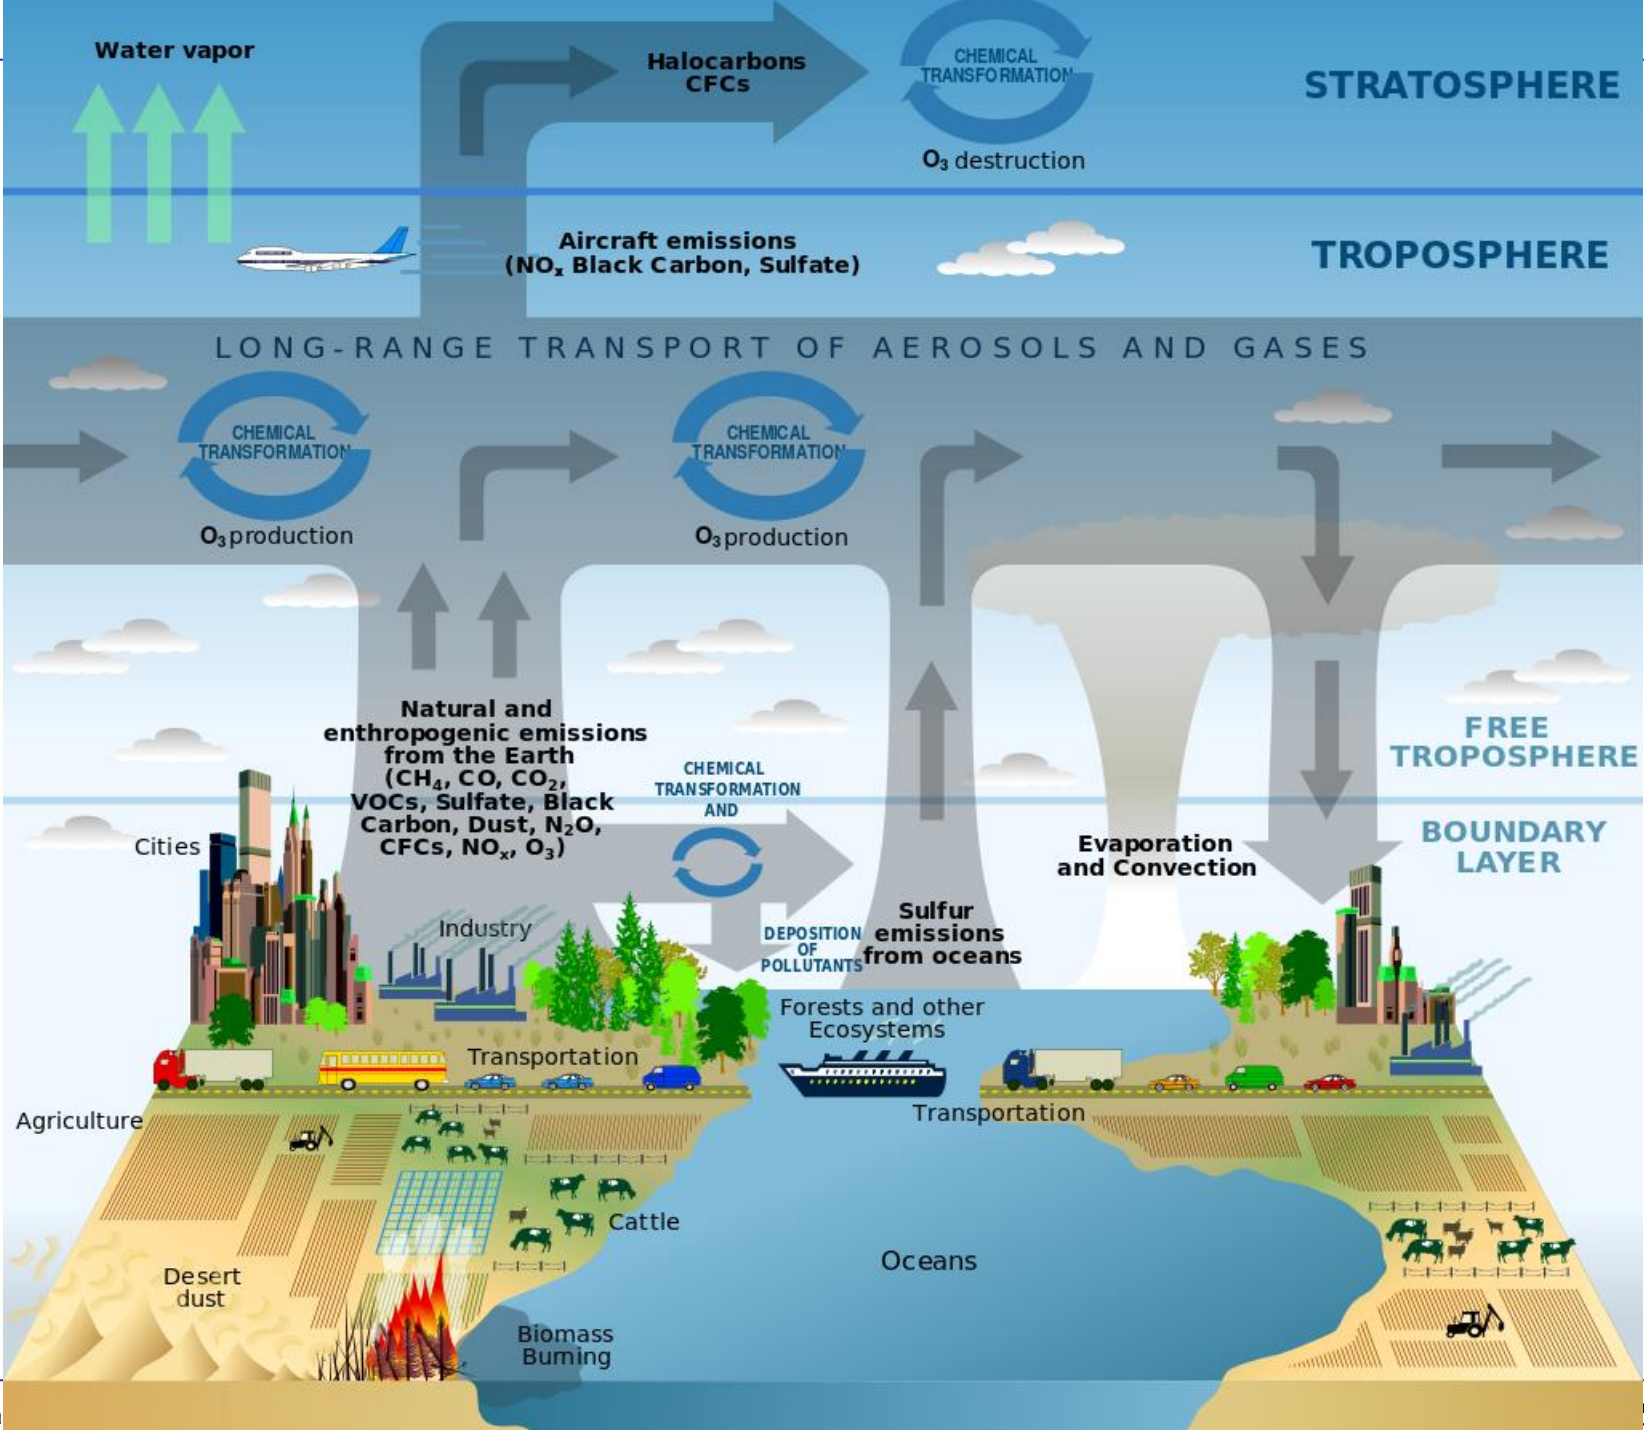 Water vapor
Halocarbons
CFCs
CHEMICAL
TRANSFORMATION
O₃ destruction
STRATOSPHERE
Aircraft emissions
(NOₓ Black Carbon, Sulfate)
TROPOSPHERE
LONG-RANGE TRANSPORT OF AEROSOLS AND GASES
CHEMICAL
TRANSFORMATION
O₃ production
CHEMICAL
TRANSFORMATION
O₃ production
Natural and
enthropogenic emissions
from the Earth
(CH₄, CO, CO₂,
VOCs, Sulfate, Black
Carbon, Dust, N₂O,
CFCs, NOₓ, O₃)
CHEMICAL
TRANSFORMATION
AND
DEPOSITION
OF
POLLUTANTS
FREE
TROPOSPHERE
BOUNDARY
LAYER
Evaporation
and Convection
Sulfur
emissions
from oceans
Cities
Industry
Forests and other
Ecosystems
Transportation
Transportation
Agriculture
Cattle
Oceans
Desert
dust
Biomass
Burning